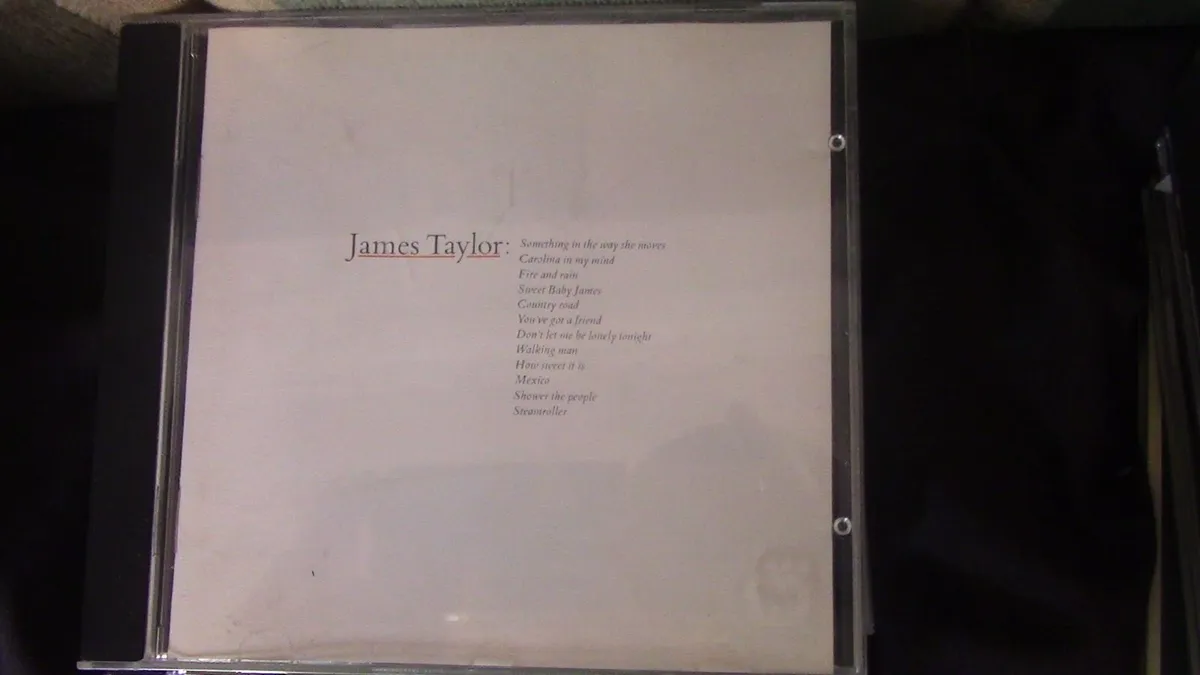 James Taylor:
Something in the way she moves
Carolina in my mind
Fire and rain
Sweet Baby James
Country road
You've got a friend
Don't let me be lonely tonight
Walking man
How sweet it is
Mexico
Shower the people
Steamroller